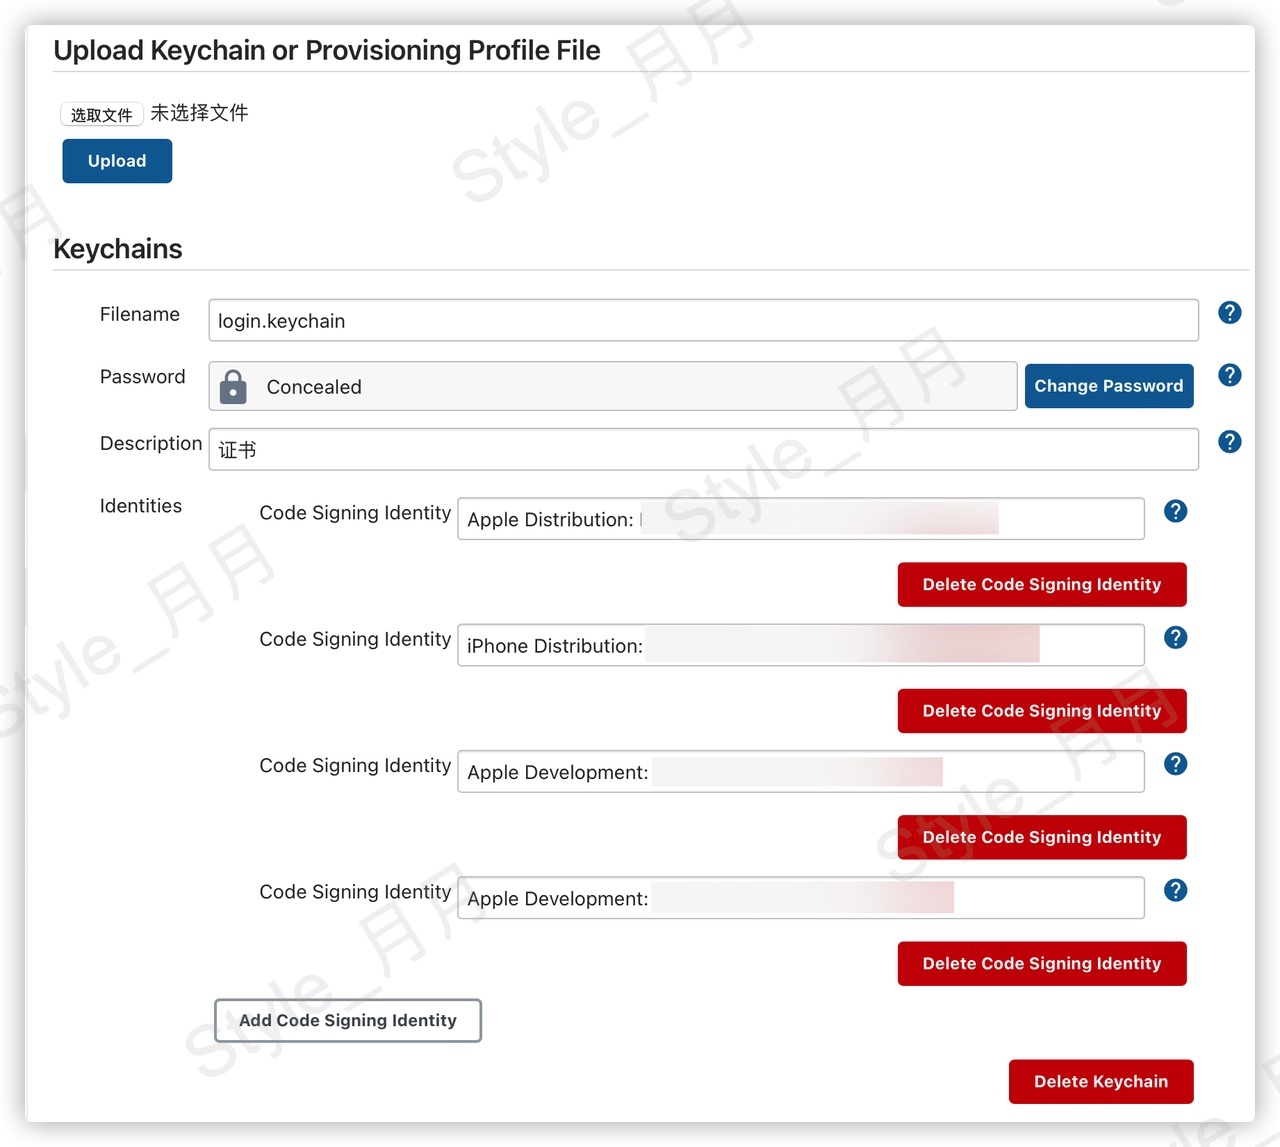 Upload Keychain or Provisioning Profile File
选取文件 未选择文件
Upload
Keychains
Filename login.keychain ?
Password Concealed Change Password ?
Description 证书 ?
Identities Code Signing Identity Apple Distribution: ?
Delete Code Signing Identity
Code Signing Identity iPhone Distribution: ?
Delete Code Signing Identity
Code Signing Identity Apple Development: ?
Delete Code Signing Identity
Code Signing Identity Apple Development: ?
Delete Code Signing Identity
Add Code Signing Identity
Delete Keychain
Style_月月
Style_月月
Style_月月
Style_月月
Style_月月